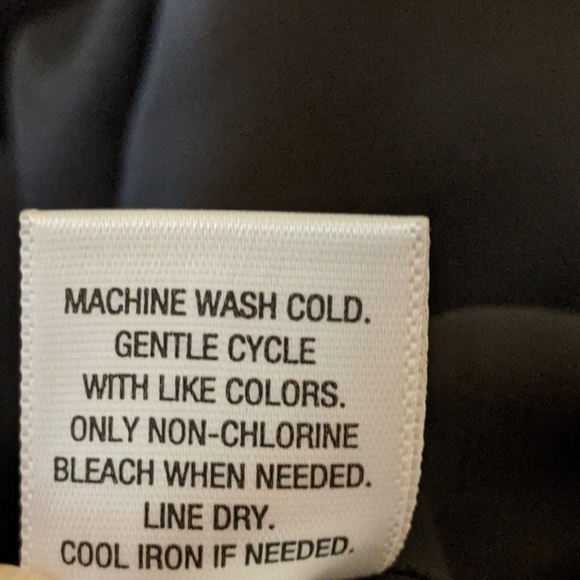 MACHINE WASH COLD.
GENTLE CYCLE
WITH LIKE COLORS.
ONLY NON-CHLORINE
BLEACH WHEN NEEDED.
LINE DRY.
COOL IRON IF NEEDED.